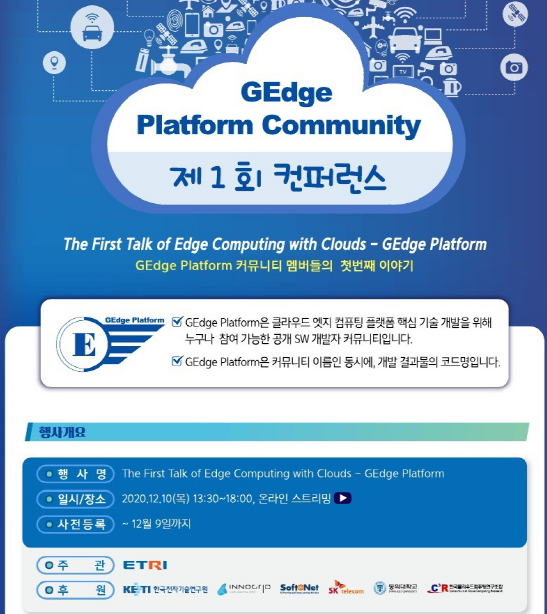 GEdge
Platform Community
제 1 회 컨퍼런스
The First Talk of Edge Computing with Clouds – GEdge Platform
GEdge Platform 커뮤니티 멤버들의 첫번째 이야기
GEdge Platform
E
GEdge Platform은 클라우드 엣지 컴퓨팅 플랫폼 핵심 기술 개발을 위해
누구나 참여 가능한 공개 SW 개발자 커뮤니티입니다.
GEdge Platform은 커뮤니티 이름인 동시에, 개발 결과물의 코드명입니다.
행사개요
행 사 명 The First Talk of Edge Computing with Clouds – GEdge Platform
일시/장소 2020.12.10(목) 13:30~18:00, 온라인 스트리밍
사전등록 ~ 12월 9일까지
주 관 ETRI
후 원 KETI 한국전자기술연구원 INNOGRID SoftoNet SK telecom 동의대학교